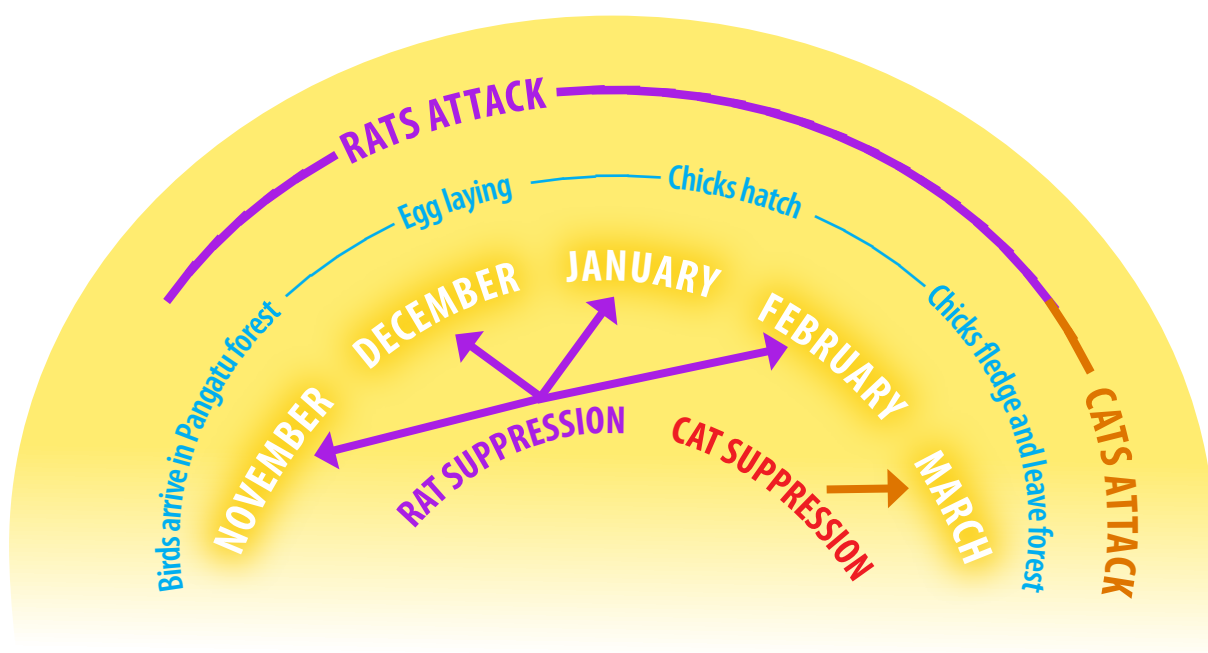 RATS ATTACK
Egg laying
Chicks hatch
Birds arrive in Pangatu forest
Chicks fledge and leave forest
NOVEMBER
DECEMBER
JANUARY
FEBRUARY
MARCH
RAT SUPPRESSION
CAT SUPPRESSION
CATS ATTACK